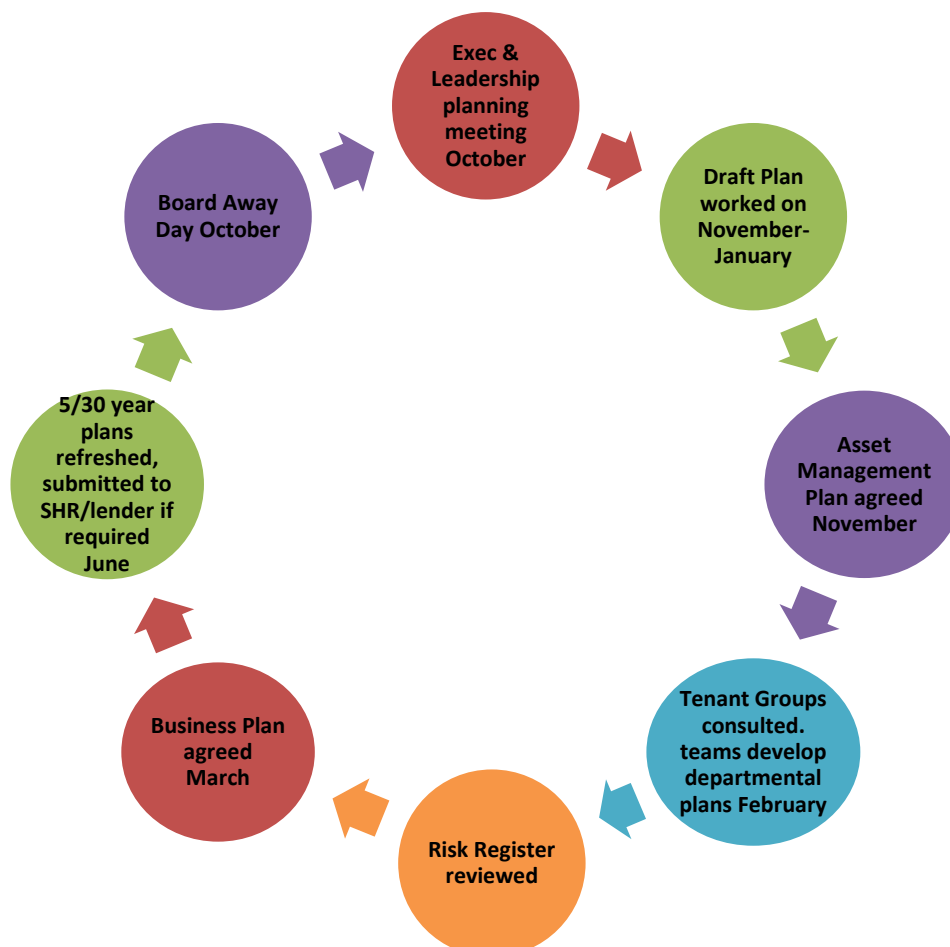 Exec &
Leadership
planning
meeting
October
Draft Plan
worked on
November-
January
Asset
Management
Plan agreed
November
Tenant Groups
consulted.
teams develop
departmental
plans February
Risk Register
reviewed
Business Plan
agreed
March
5/30 year
plans
refreshed,
submitted to
SHR/lender if
required
June
Board Away
Day October